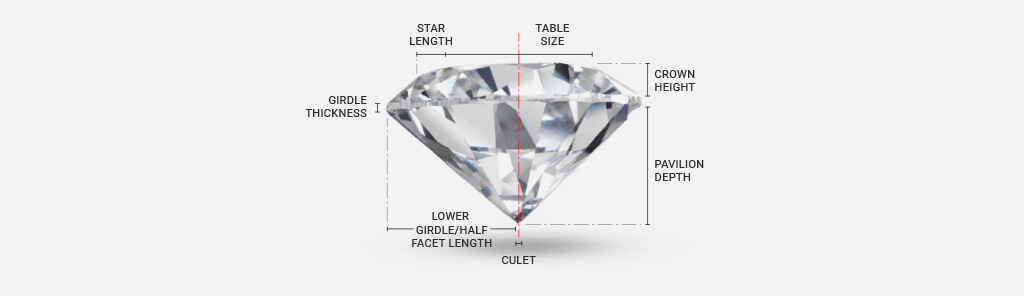 STAR
LENGTH
TABLE
SIZE
CROWN
HEIGHT
GIRDLE
THICKNESS
PAVILION
DEPTH
LOWER
GIRDLE/HALF
FACET LENGTH
CULET